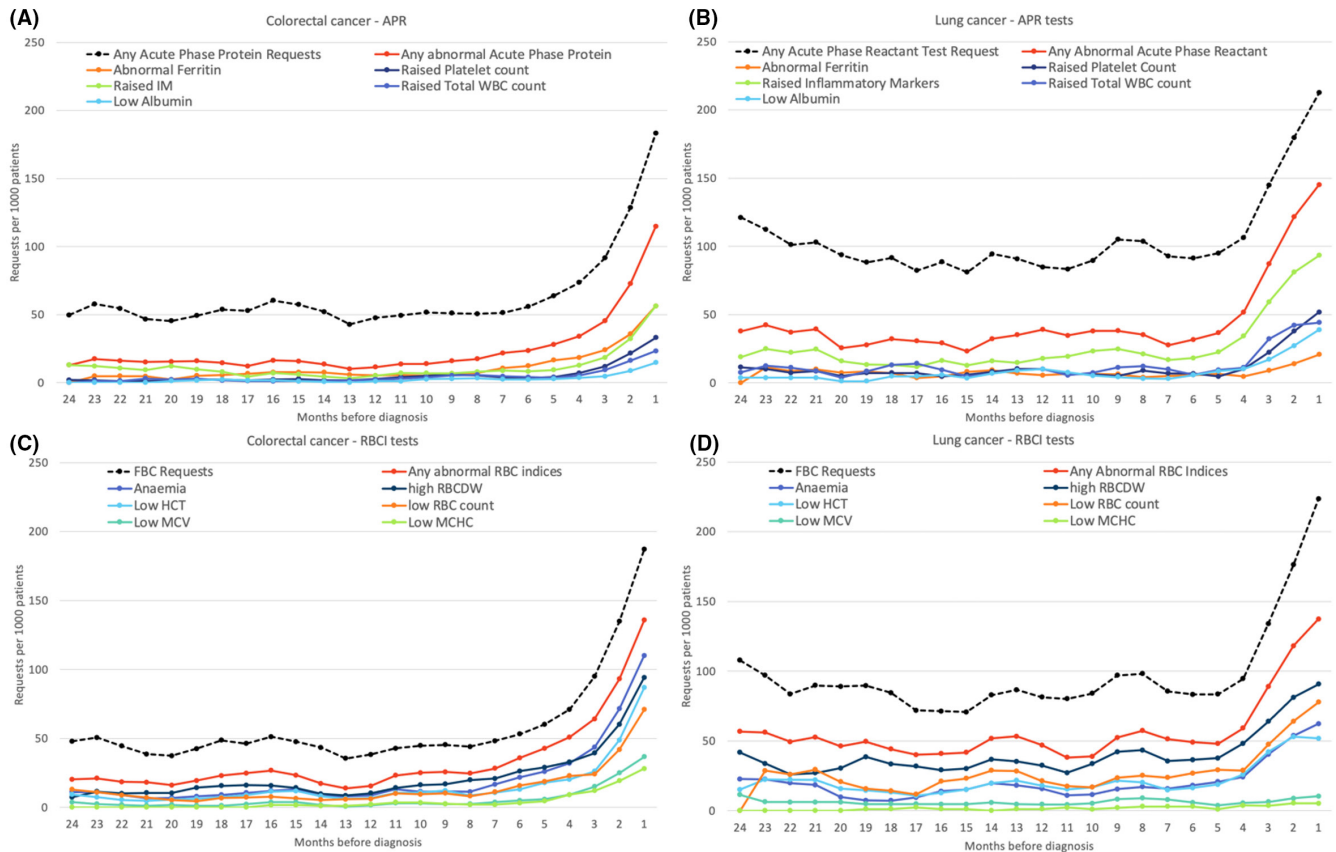 (A)
Colorectal cancer - APR
250
200
150
100
50
0
Requests per 1000 patients
Any Acute Phase Protein Requests
Any abnormal Acute Phase Protein
Abnormal Ferritin
Raised Platelet count
Raised IM
Raised Total WBC count
Low Albumin
24 23 22 21 20 19 18 17 16 15 14 13 12 11 10 9 8 7 6 5 4 3 2 1
Months before diagnosis
(B)
Lung cancer - APR tests
250
200
150
100
50
0
Requests per 1000 patients
Any Acute Phase Reactant Test Request
Any Abnormal Acute Phase Reactant
Abnormal Ferritin
Raised Platelet Count
Raised Inflammatory Markers
Raised Total WBC count
Low Albumin
24 23 22 21 20 19 18 17 16 15 14 13 12 11 10 9 8 7 6 5 4 3 2 1
Months before diagnosis
(C)
Colorectal cancer - RBCI tests
250
200
150
100
50
0
Requests per 1000 patients
FBC Requests
Any abnormal RBC indices
Anaemia
high RBCDW
Low HCT
low RBC count
Low MCV
Low MCHC
24 23 22 21 20 19 18 17 16 15 14 13 12 11 10 9 8 7 6 5 4 3 2 1
Months before diagnosis
(D)
Lung cancer - RBCI tests
250
200
150
100
50
0
Requests per 1000 patients
FBC Requests
Any Abnormal RBC Indices
Anaemia
high RBCDW
Low HCT
Low RBC count
Low MCV
Low MCHC
24 23 22 21 20 19 18 17 16 15 14 13 12 11 10 9 8 7 6 5 4 3 2 1
Months before diagnosis